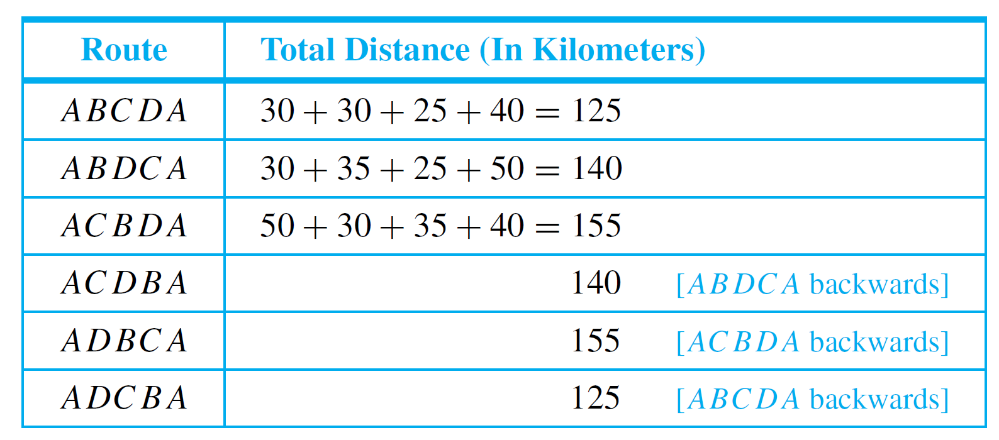 Route Total Distance (In Kilometers)
ABCDA 30 + 30 + 25 + 40 = 125
ABDCA 30 + 35 + 25 + 50 = 140
ACBDA 50 + 30 + 35 + 40 = 155
ACDBA 140 [ABDCA backwards]
ADBCA 155 [ACBDA backwards]
ADCBA 125 [ABCDA backwards]